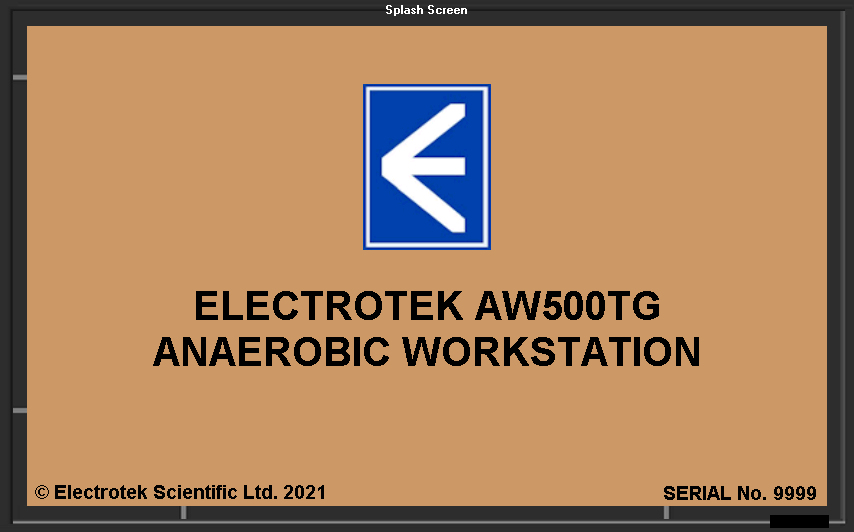 Splash Screen
ELECTROTEK AW500TG
ANAEROBIC WORKSTATION
© Electrotek Scientific Ltd. 2021
SERIAL No. 9999